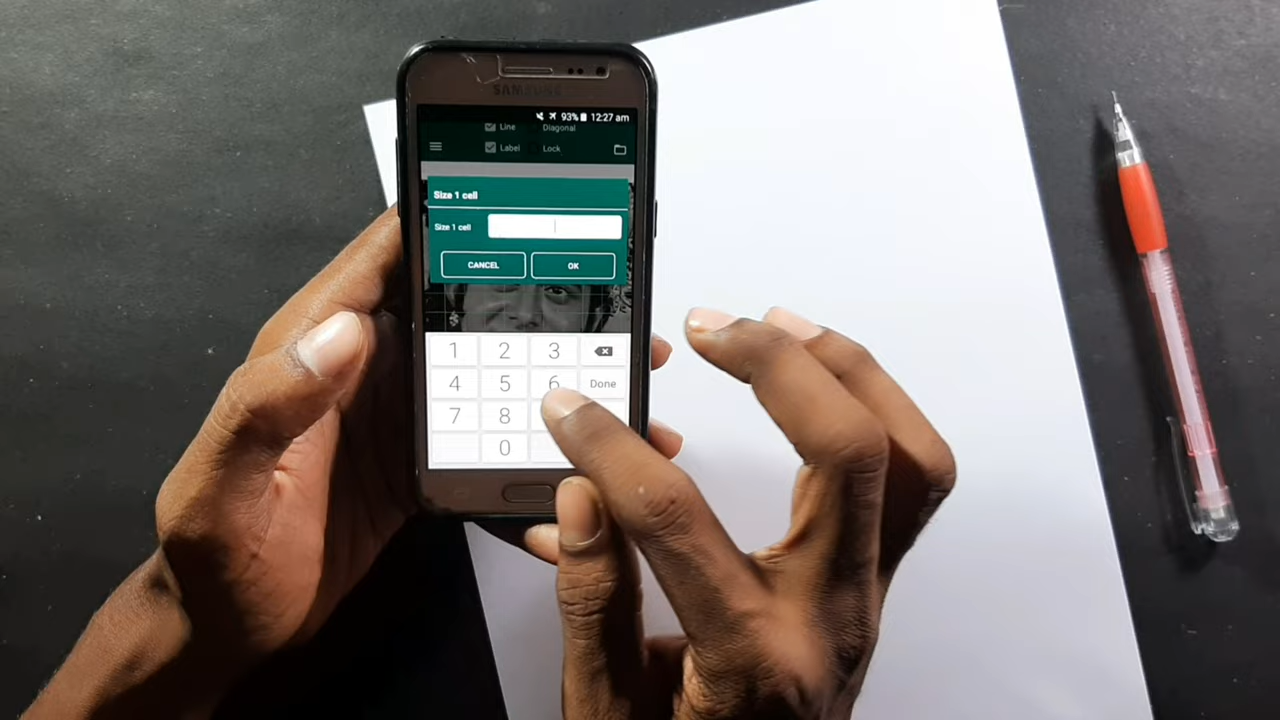 SAMSUNG
93% 12:27 am
Line Diagonal
Label Lock
Size 1 cell
Size 1 cell
CANCEL OK
1 2 3
4 5 6 Done
7 8
0